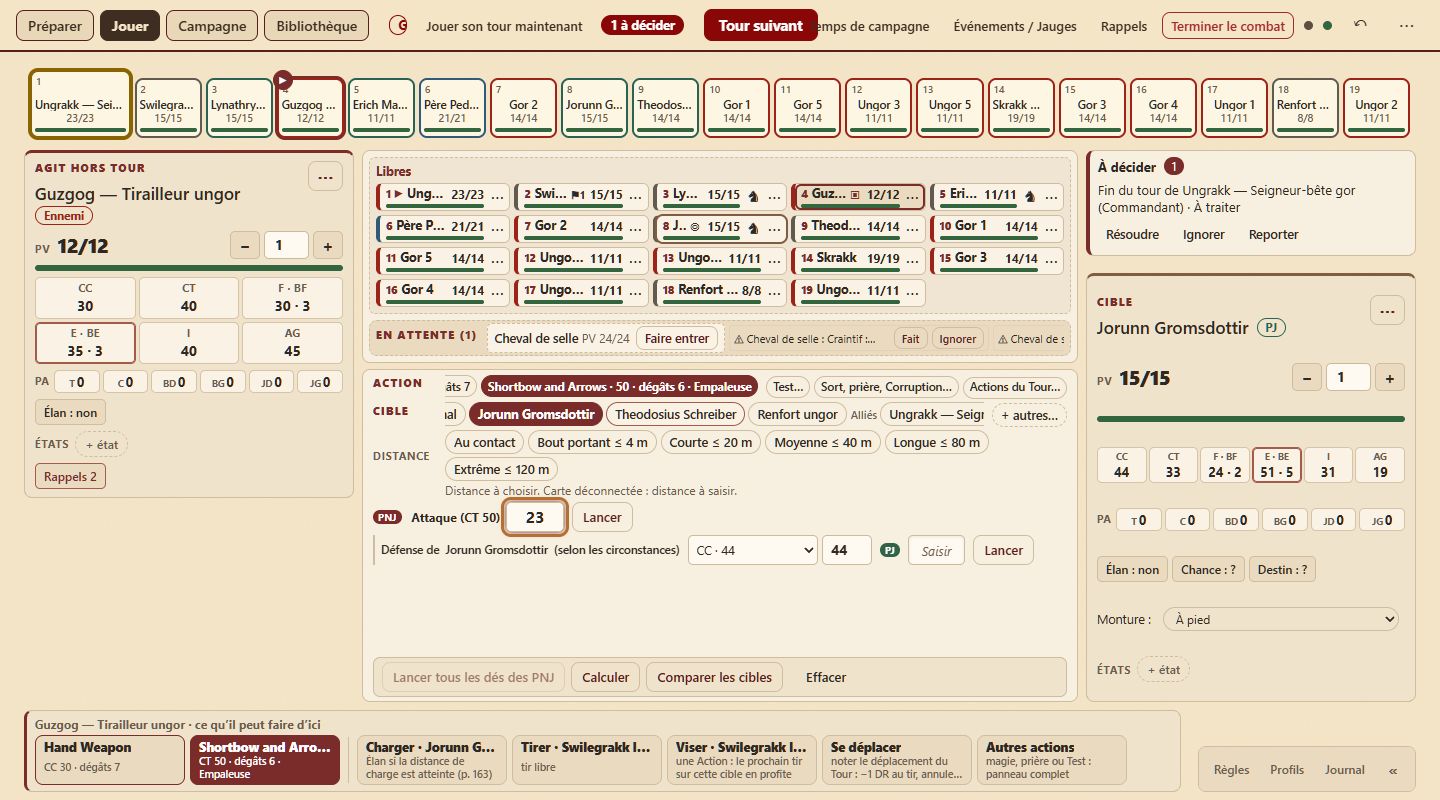 Préparer Jouer Campagne Bibliothèque G Jouer son tour maintenant 1 à décider Tour suivant emps de campagne Événements / Jauges Rappels Terminer le combat ...
1 Ungrakk — Sei... 23/23
2 Swilegra... 15/15
3 Lynathry... 15/15
4 Guzgog ... 12/12
5 Erich Ma... 11/11
6 Père Ped... 21/21
7 Gor 2 14/14
8 Jorunn G... 15/15
9 Theodos... 14/14
10 Gor 1 14/14
11 Gor 5 14/14
12 Ungor 3 11/11
13 Ungor 5 11/11
14 Skrakk ... 19/19
15 Gor 3 14/14
16 Gor 4 14/14
17 Ungor 1 11/11
18 Renfort ... 8/8
19 Ungor 2 11/11
AGIT HORS TOUR ...
Guzgog — Tirailleur ungor
Ennemi
PV 12/12 − 1 +
CC 30
CT 40
F · BF 30 · 3
E · BE 35 · 3
I 40
AG 45
PA T 0 C 0 BD 0 BG 0 JD 0 JG 0
Élan : non
ÉTATS + état
Rappels 2
Libres
1 Ung... 23/23 ...
2 Swi... 1 15/15 ...
3 Ly... 15/15 ...
4 Guz... 12/12 ...
5 Eri... 11/11 ...
6 Père P... 21/21 ...
7 Gor 2 14/14 ...
8 J... 15/15 ...
9 Theod... 14/14 ...
10 Gor 1 14/14 ...
11 Gor 5 14/14 ...
12 Ungo... 11/11 ...
13 Ungo... 11/11 ...
14 Skrakk 19/19 ...
15 Gor 3 14/14 ...
16 Gor 4 14/14 ...
17 Ungo... 11/11 ...
18 Renfort ... 8/8 ...
19 Ungo... 11/11 ...
EN ATTENTE (1) Cheval de selle PV 24/24 Faire entrer ⚠ Cheval de selle : Craintif :... Fait Ignorer ⚠ Cheval de s
ACTION gâts 7 Shortbow and Arrows · 50 · dégâts 6 · Empaleuse Test... Sort, prière, Corruption... Actions du Tour...
CIBLE nal Jorunn Gromsdottir Theodosius Schreiber Renfort ungor Alliés Ungrakk — Seigr + autres...
DISTANCE Au contact Bout portant ≤ 4 m Courte ≤ 20 m Moyenne ≤ 40 m Longue ≤ 80 m
Extrême ≤ 120 m
Distance à choisir. Carte déconnectée : distance à saisir.
PNJ Attaque (CT 50) 23 Lancer
Défense de Jorunn Gromsdottir (selon les circonstances) CC · 44 44 PJ Saisir Lancer
Lancer tous les dés des PNJ Calculer Comparer les cibles Effacer
À décider 1
Fin du tour de Ungrakk — Seigneur-bête gor
(Commandant) · À traiter
Résoudre Ignorer Reporter
CIBLE ...
Jorunn Gromsdottir PJ
PV 15/15 − 1 +
CC 44
CT 33
F · BF 24 · 2
E · BE 51 · 5
I 31
AG 19
PA T 0 C 0 BD 0 BG 0 JD 0 JG 0
Élan : non Chance : ? Destin : ?
Monture : À pied
ÉTATS + état
Guzgog — Tirailleur ungor · ce qu'il peut faire d'ici
Hand Weapon
CC 30 · dégâts 7
Shortbow and Arro...
CT 50 · dégâts 6 ·
Empaleuse
Charger · Jorunn G...
Élan si la distance de
charge est atteinte (p. 163)
Tirer · Swilegrakk l...
tir libre
Viser · Swilegrakk l...
une Action : le prochain tir
sur cette cible en profite
Se déplacer
noter le déplacement du
Tour : −1 DR au tir, annule...
Autres actions
magie, prière ou Test :
panneau complet
Règles Profils Journal «